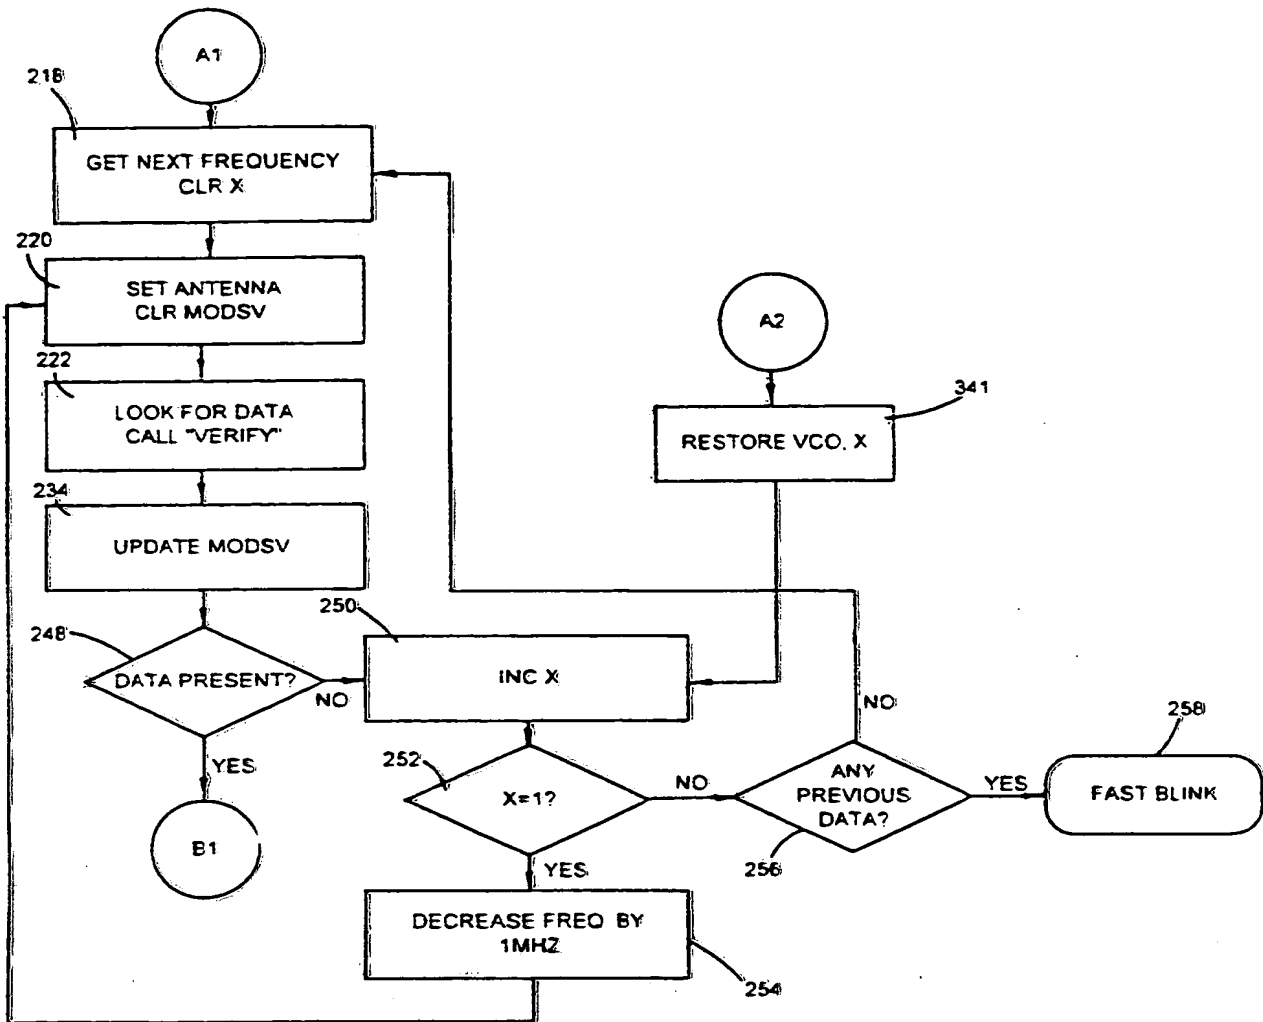 A1
218
GET NEXT FREQUENCY
CLR X
220
SET ANTENNA
CLR MODSV
222
LOOK FOR DATA
CALL "VERIFY"
234
UPDATE MODSV
248
DATA PRESENT?
NO
YES
B1
A2
341
RESTORE VCO, X
250
INC X
252
X=1?
NO
YES
DECREASE FREQ BY
1MHZ
254
NO
ANY
PREVIOUS
DATA?
256
YES
258
FAST BLINK